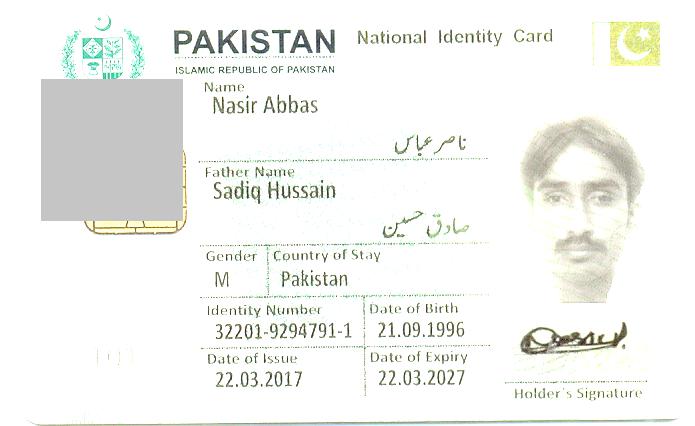 PAKISTAN National Identity Card
ISLAMIC REPUBLIC OF PAKISTAN
Name
Nasir Abbas
ناصر عباس
Father Name
Sadiq Hussain
صادق حسین
Gender Country of Stay
M Pakistan
Identity Number Date of Birth
32201-9294791-1 21.09.1996
Date of Issue Date of Expiry
22.03.2017 22.03.2027
Holder's Signature